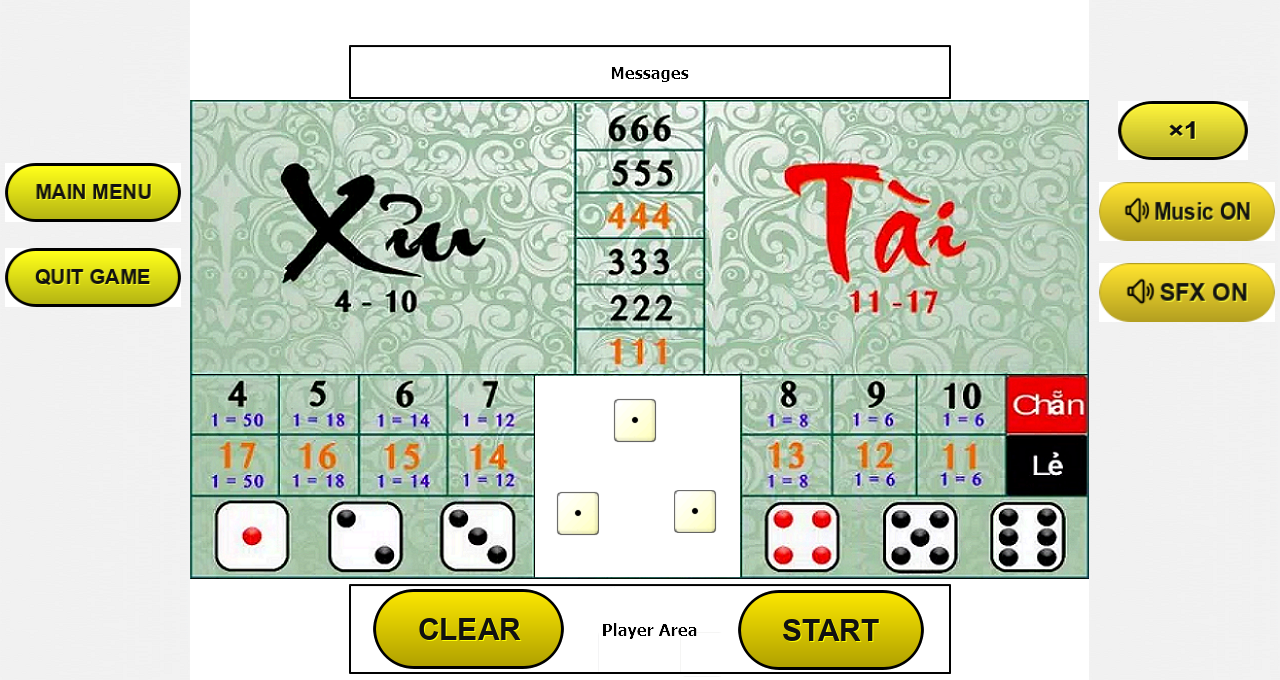 Messages
MAIN MENU
QUIT GAME
×1
Music ON
SFX ON
Xỉu
4 - 10
666
555
444
333
222
111
Tài
11 -17
4
1 = 50
5
1 = 18
6
1 = 14
7
1 = 12
8
1 = 8
9
1 = 6
10
1 = 6
Chẵn
17
1 = 50
16
1 = 18
15
1 = 14
14
1 = 12
13
1 = 8
12
1 = 6
11
1 = 6
Lẻ
CLEAR
Player Area
START